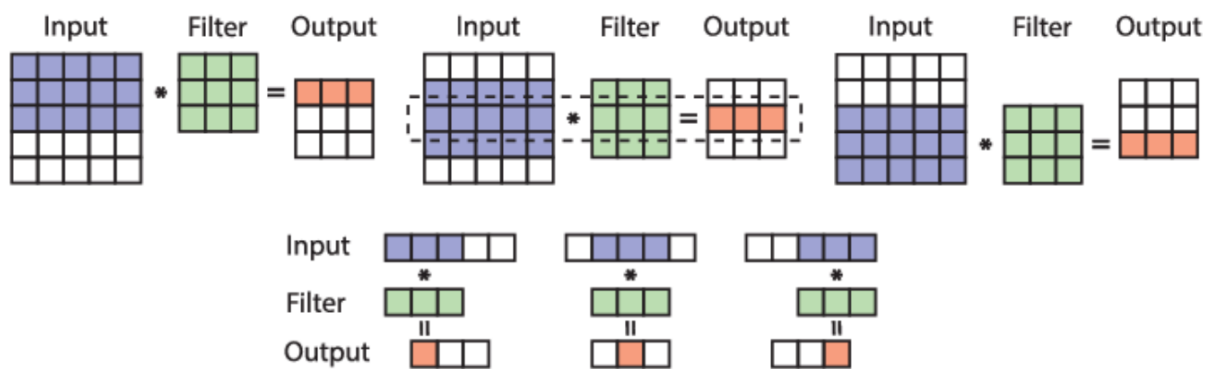 Input Filter Output Input Filter Output Input Filter Output
* = * = * =
Input
* * *
Filter
= = =
Output